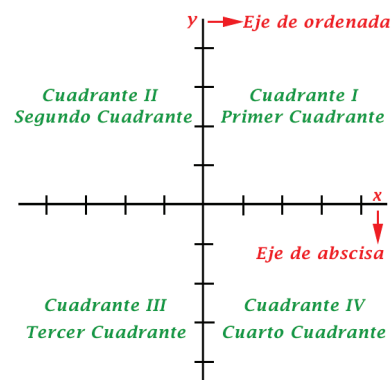 y
Eje de ordenada
Cuadrante II
Segundo Cuadrante
Cuadrante I
Primer Cuadrante
x
Eje de abscisa
Cuadrante III
Tercer Cuadrante
Cuadrante IV
Cuarto Cuadrante